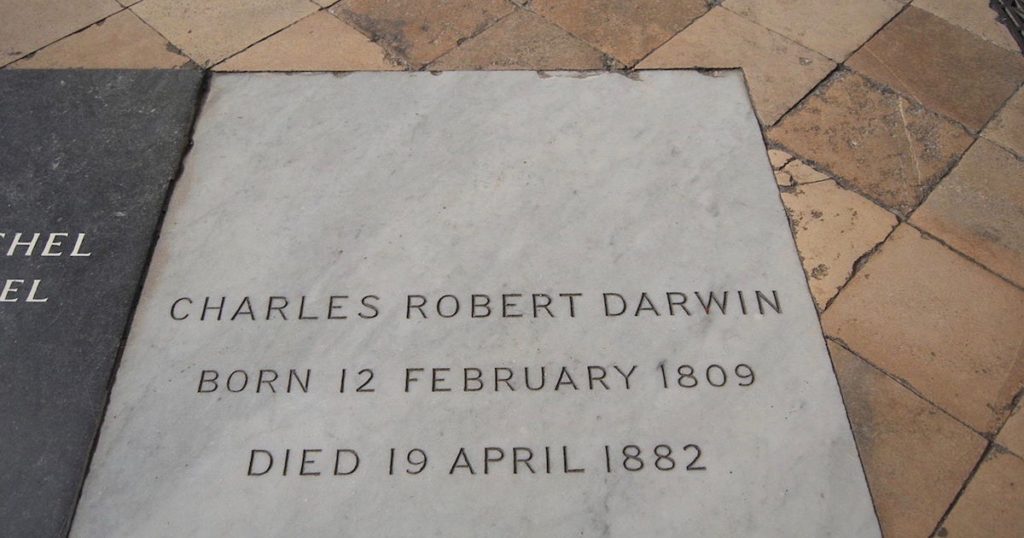 CHARLES ROBERT DARWIN
BORN 12 FEBRUARY 1809
DIED 19 APRIL 1882